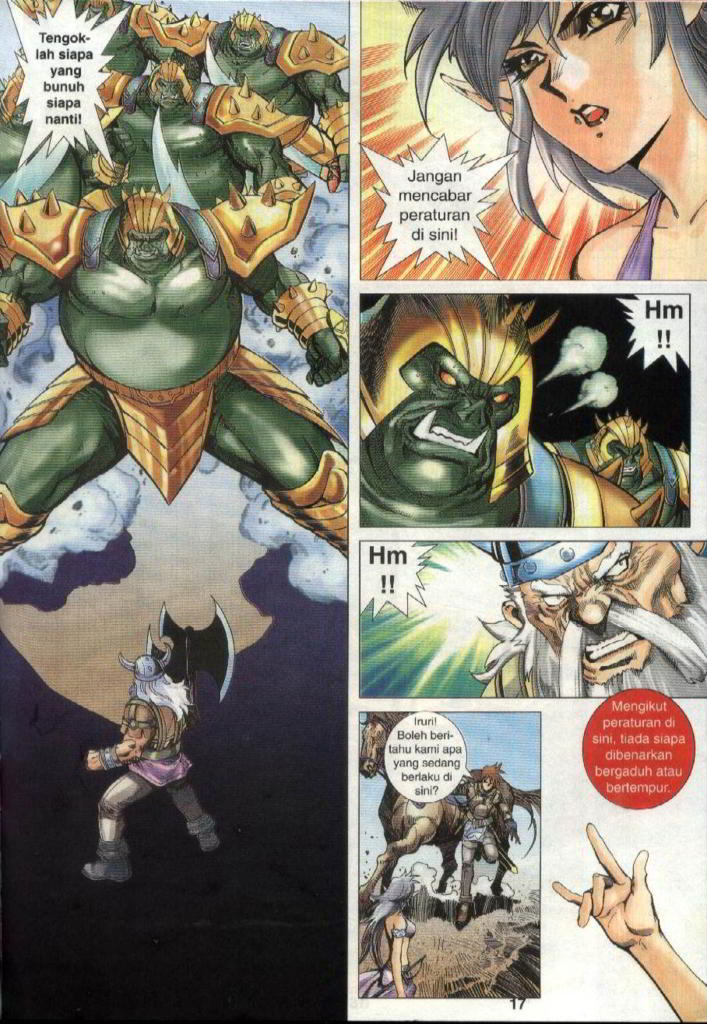 Tengok-
lah siapa
yang
bunuh
siapa
nanti!
Jangan
mencabar
peraturan
di sini!
Hm
!!
Hm
!!
Iruri!
Boleh beri-
tahu kami apa
yang sedang
berlaku di
sini?
Mengikut
peraturan di
sini, tiada siapa
dibenarkan
bergaduh atau
bertempur.
17